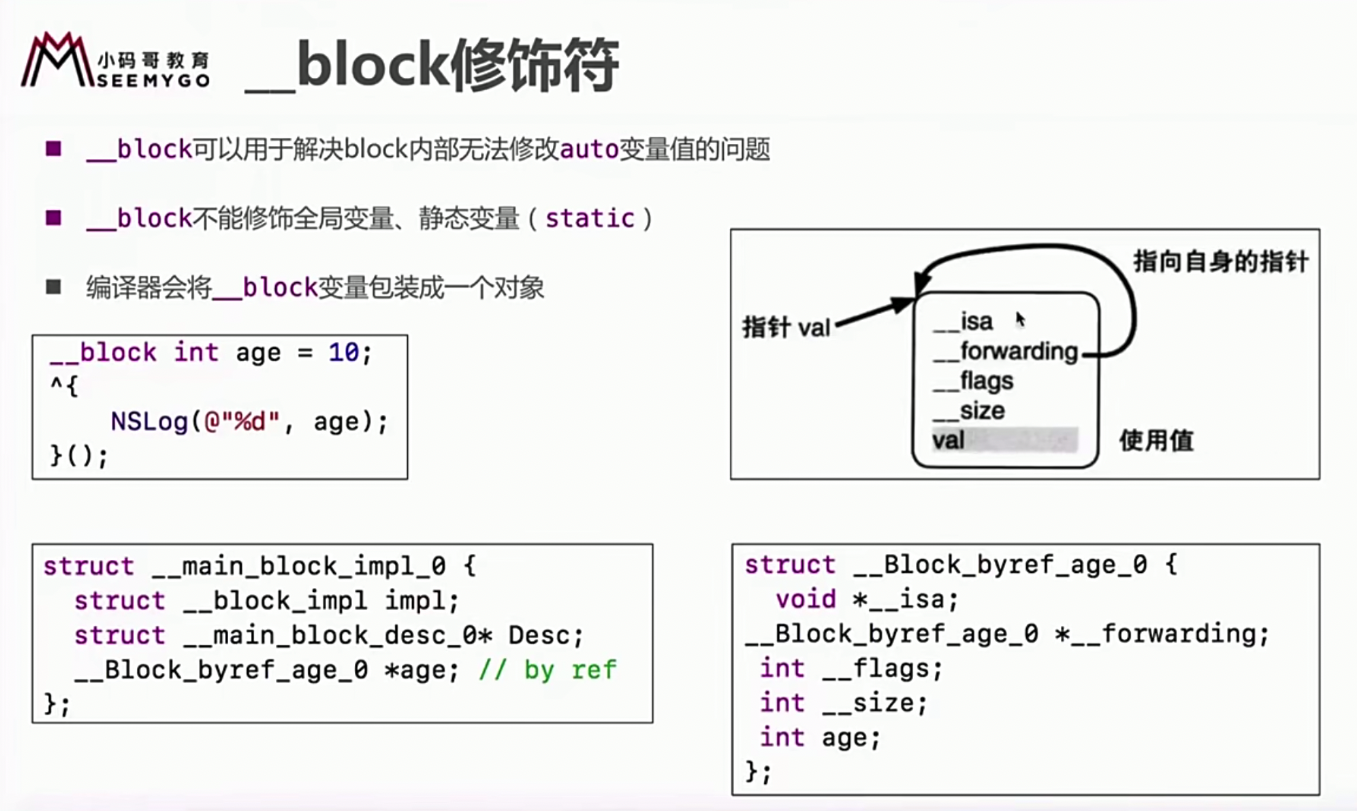 小码哥教育
SEEMYGO
__block修饰符
__block可以用于解决block内部无法修改auto变量值的问题
__block不能修饰全局变量、静态变量（static）
编译器会将__block变量包装成一个对象
__block int age = 10;
^{
    NSLog(@"%d", age);
}();
指向自身的指针
指针 val
__isa
__forwarding
__flags
__size
val
使用值
struct __main_block_impl_0 {
  struct __block_impl impl;
  struct __main_block_desc_0* Desc;
  __Block_byref_age_0 *age; // by ref
};
struct __Block_byref_age_0 {
  void *__isa;
__Block_byref_age_0 *__forwarding;
 int __flags;
 int __size;
 int age;
};